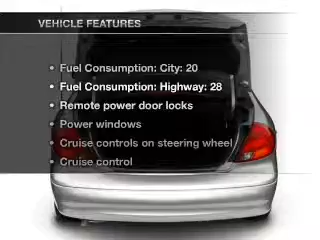 VEHICLE FEATURES
• Fuel Consumption: City: 20
• Fuel Consumption: Highway: 28
• Remote power door locks
• Power windows
• Cruise controls on steering wheel
• Cruise control